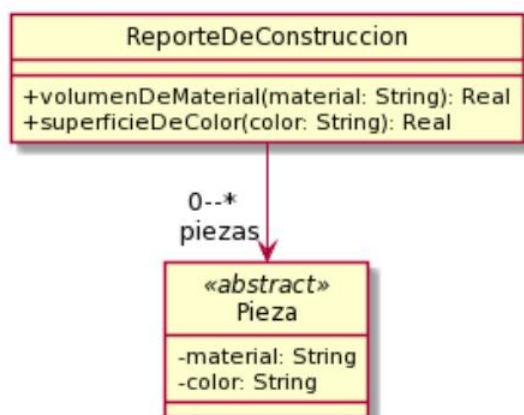 ReporteDeConstruccion
+volumenDeMaterial(material: String): Real
+superficieDeColor(color: String): Real
0--*
piezas
«abstract»
Pieza
-material: String
-color: String